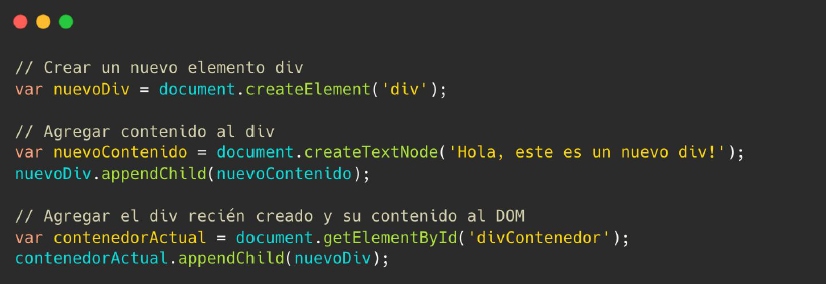 // Crear un nuevo elemento div
var nuevoDiv = document.createElement('div');
// Agregar contenido al div
var nuevoContenido = document.createTextNode('Hola, este es un nuevo div!');
nuevoDiv.appendChild(nuevoContenido);
// Agregar el div recién creado y su contenido al DOM
var contenedorActual = document.getElementById('divContenedor');
contenedorActual.appendChild(nuevoDiv);